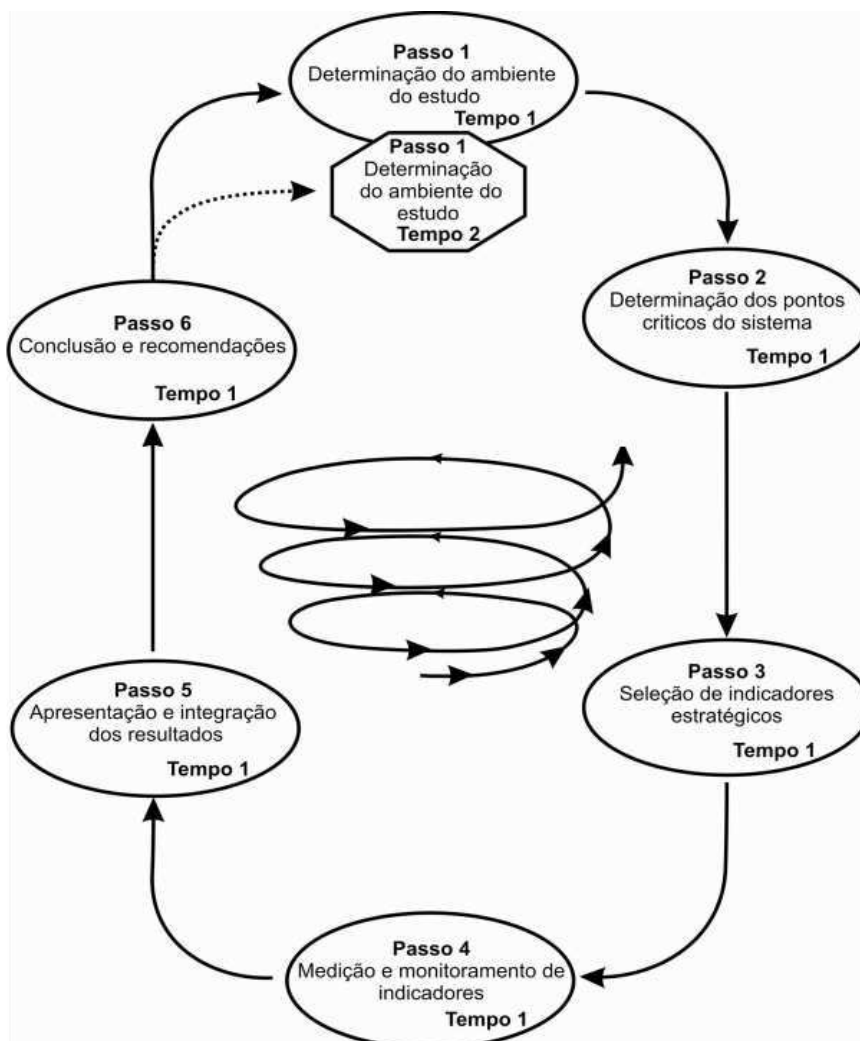 Passo 1
Determinação do ambiente
do estudo
Tempo 1
Passo 1
Determinação
do ambiente do
estudo
Tempo 2
Passo 2
Determinação dos pontos
criticos do sistema
Tempo 1
Passo 3
Seleção de indicadores
estratégicos
Tempo 1
Passo 4
Medição e monitoramento de
indicadores
Tempo 1
Passo 5
Apresentação e integração
dos resultados
Tempo 1
Passo 6
Conclusão e recomendações
Tempo 1